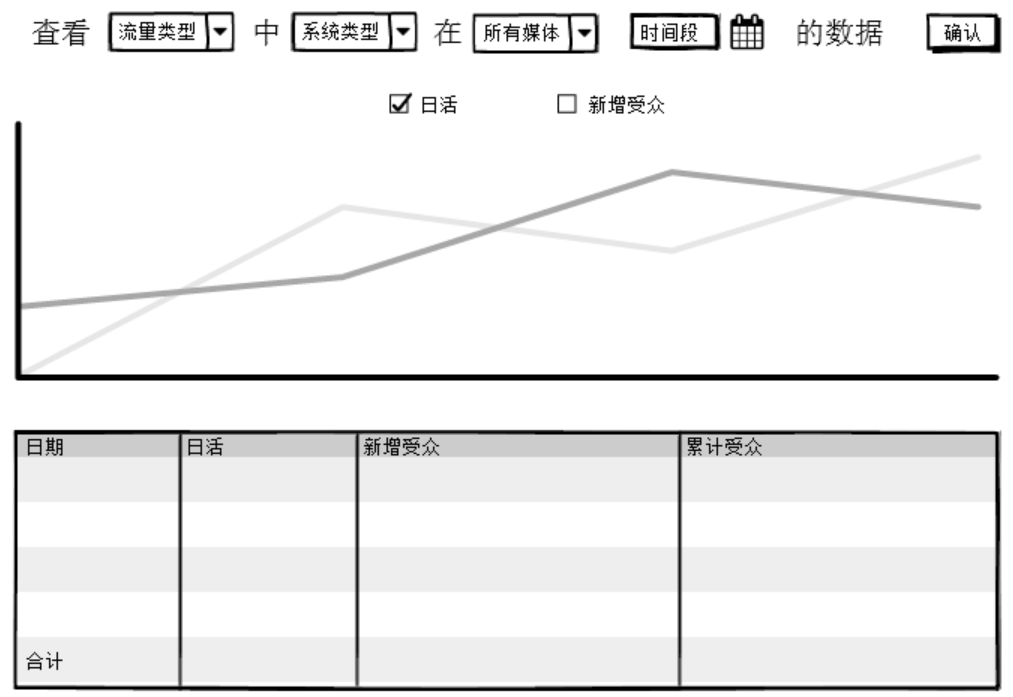 查看 流量类型 中 系统类型 在 所有媒体 时间段 的数据 确认
日活 新增受众
日期 日活 新增受众 累计受众
合计